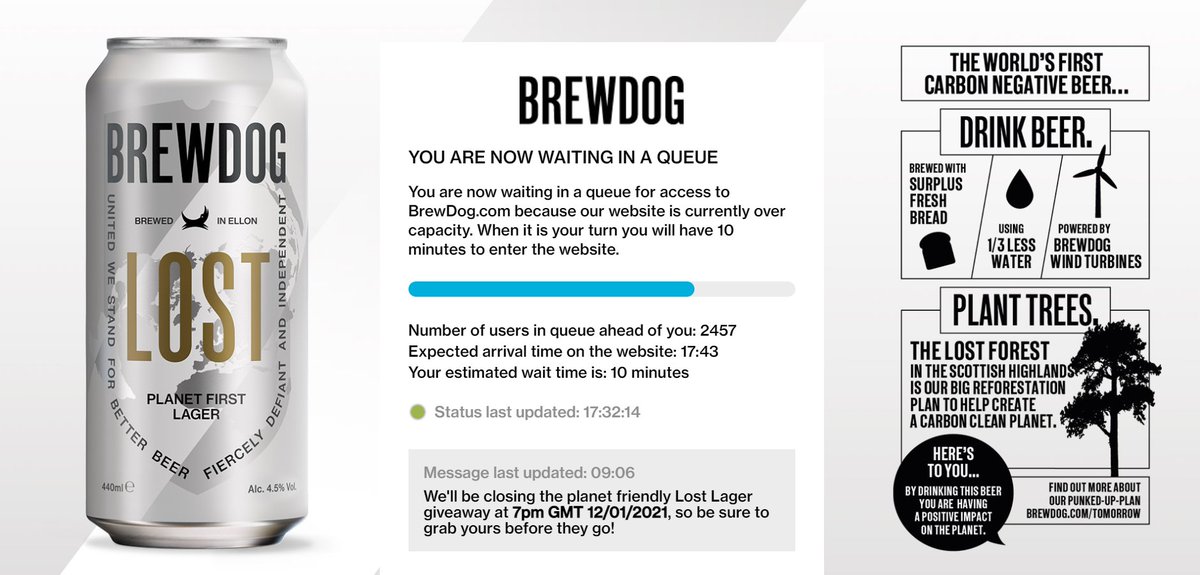 BREWDOG
BREWED IN ELLON
LOST
PLANET FIRST
LAGER
UNITED WE STAND FOR BETTER BEER FIERCELY DEFIANT AND INDEPENDENT
440ml℮
Alc. 4.5% Vol.
BREWDOG
YOU ARE NOW WAITING IN A QUEUE
You are now waiting in a queue for access to
BrewDog.com because our website is currently over
capacity. When it is your turn you will have 10
minutes to enter the website.
Number of users in queue ahead of you: 2457
Expected arrival time on the website: 17:43
Your estimated wait time is: 10 minutes
Status last updated: 17:32:14
Message last updated: 09:06
We'll be closing the planet friendly Lost Lager
giveaway at 7pm GMT 12/01/2021, so be sure to
grab yours before they go!
THE WORLD'S FIRST
CARBON NEGATIVE BEER...
DRINK BEER.
BREWED WITH
SURPLUS
FRESH
BREAD
USING
1/3 LESS
WATER
POWERED BY
BREWDOG
WIND TURBINES
PLANT TREES.
THE LOST FOREST
IN THE SCOTTISH HIGHLANDS
IS OUR BIG REFORESTATION
PLAN TO HELP CREATE
A CARBON CLEAN PLANET.
HERE'S
TO YOU...
BY DRINKING THIS BEER
YOU ARE HAVING
A POSITIVE IMPACT
ON THE PLANET.
FIND OUT MORE ABOUT
OUR PUNKED-UP-PLAN
BREWDOG.COM/TOMORROW